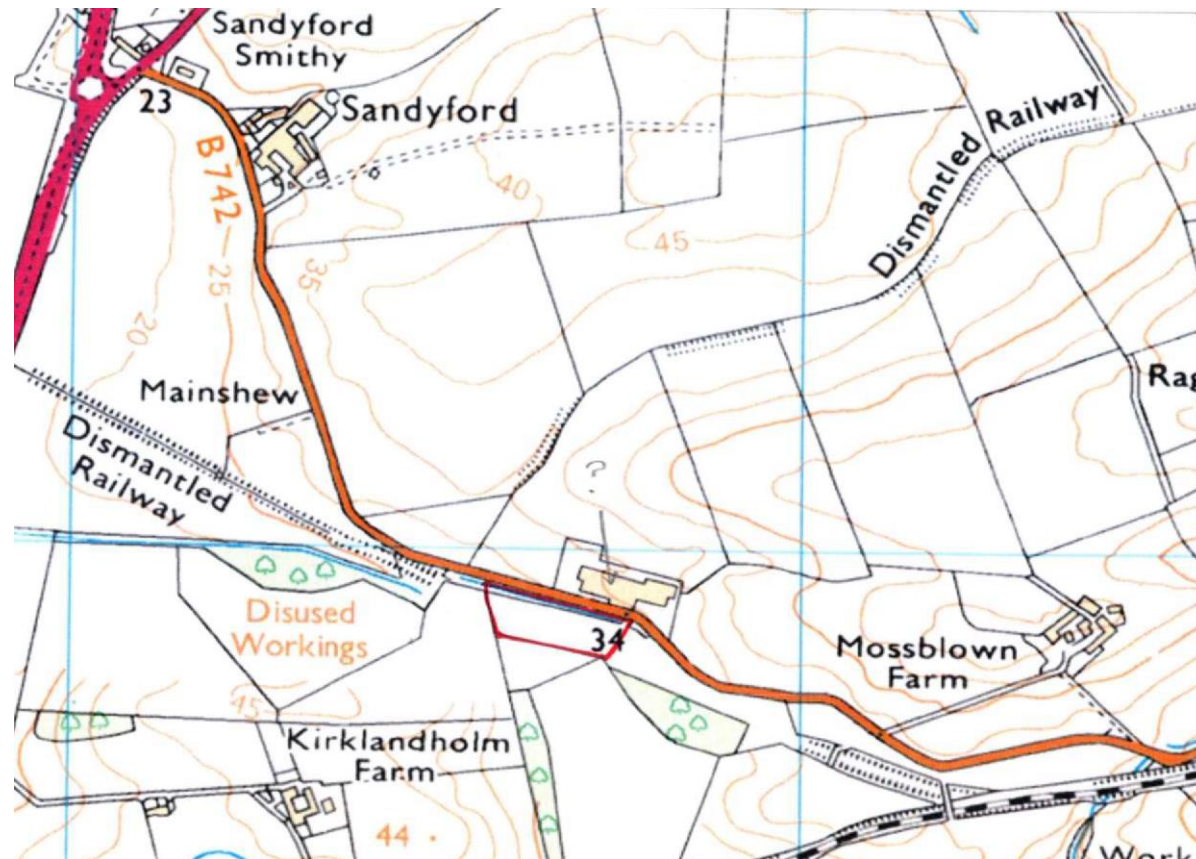 Sandyford
Smithy
23
Sandyford
B742
Dismantled Railway
40
45
35
25
20
Mainshew
Dismantled
Railway
?
Rag
Disused
Workings
34
Mossblown
Farm
45
Kirklandholm
Farm
44
Work